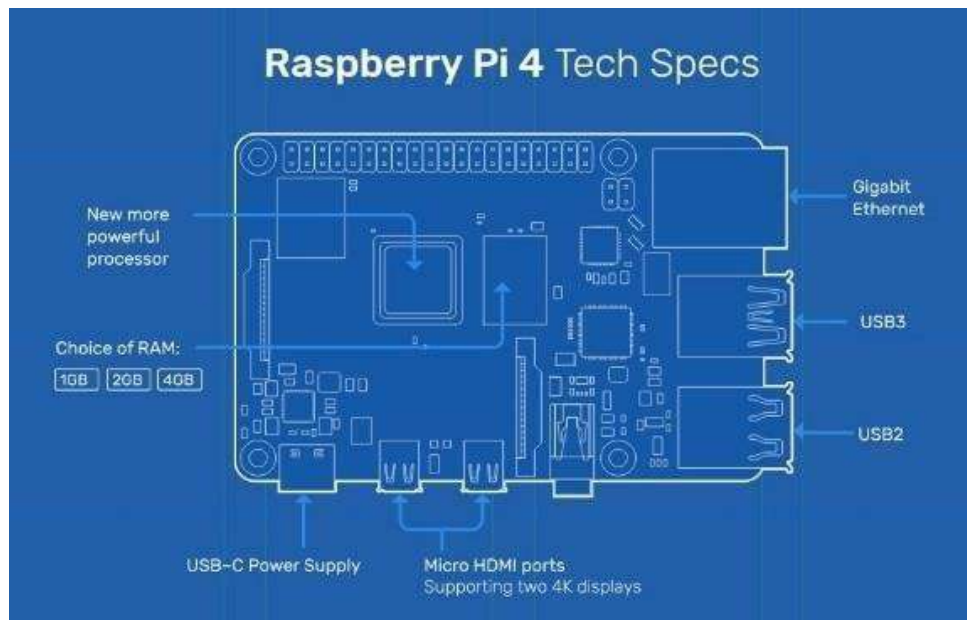 Raspberry Pi 4 Tech Specs
New more
powerful
processor
Gigabit
Ethernet
USB3
Choice of RAM:
1GB 2GB 4GB
USB2
USB-C Power Supply
Micro HDMI ports
Supporting two 4K displays